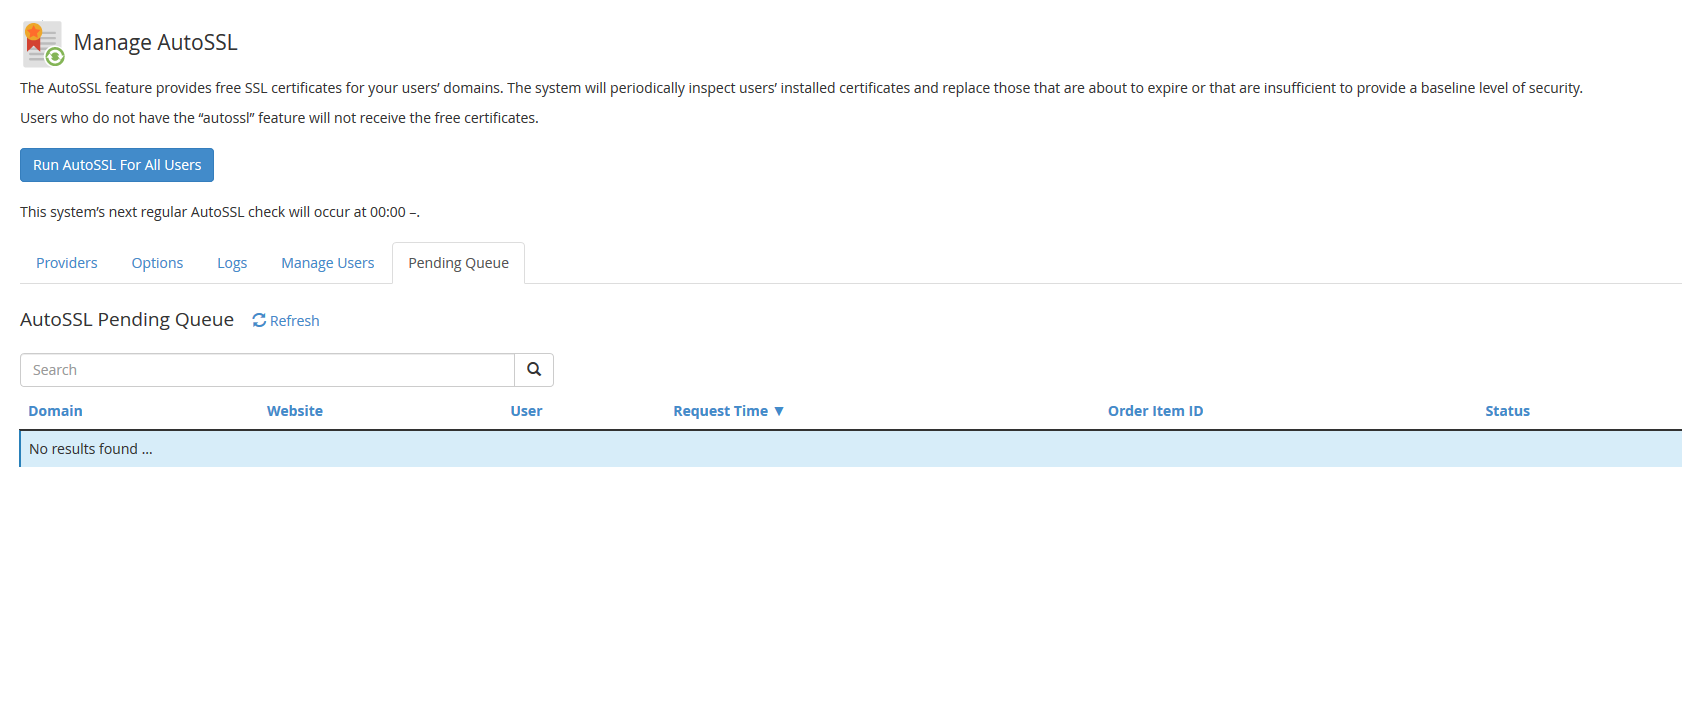 Manage AutoSSL
The AutoSSL feature provides free SSL certificates for your users’ domains. The system will periodically inspect users’ installed certificates and replace those that are about to expire or that are insufficient to provide a baseline level of security.
Users who do not have the “autossl” feature will not receive the free certificates.
Run AutoSSL For All Users
This system’s next regular AutoSSL check will occur at 00:00 –.
Providers Options Logs Manage Users Pending Queue
AutoSSL Pending Queue Refresh
Search
Domain Website User Request Time ▼ Order Item ID Status
No results found ...